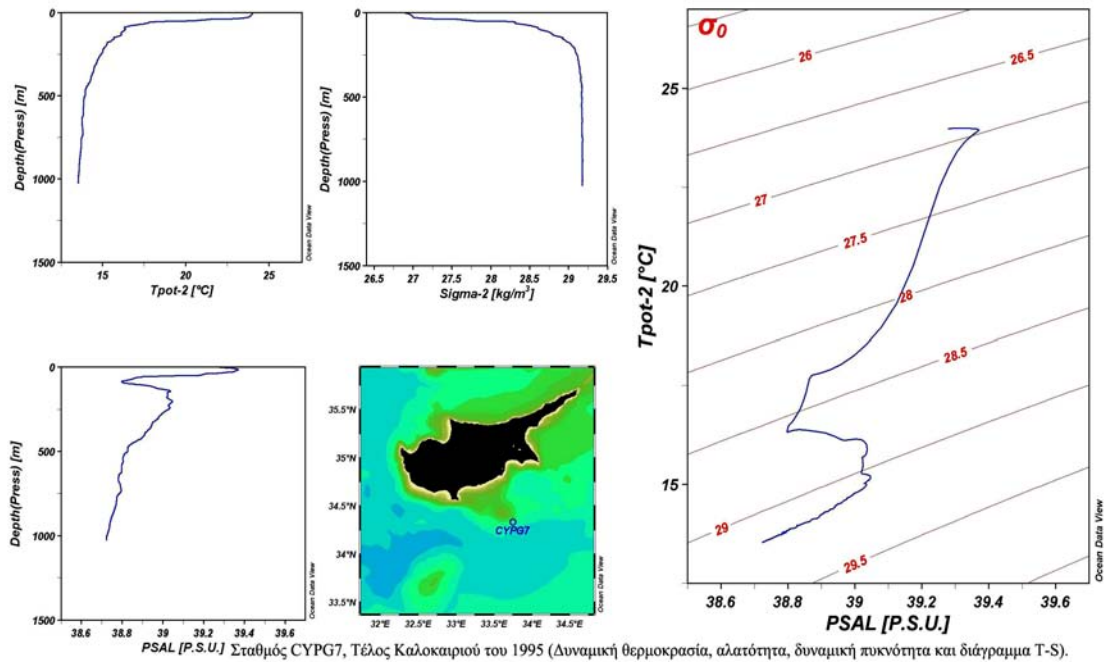 0
500
1000
1500
Depth(Press) [m]
15
20
25
Tpot-2 [°C]
Ocean Data View
0
500
1000
1500
Depth(Press) [m]
26.5
27
27.5
28
28.5
29
29.5
Sigma-2 [kg/m³]
Ocean Data View
σ₀
26
26.5
27
27.5
28
28.5
29
29.5
25
20
15
Tpot-2 [°C]
38.6
38.8
39
39.2
39.4
39.6
PSAL [P.S.U.]
Ocean Data View
0
500
1000
1500
Depth(Press) [m]
38.6
38.8
39
39.2
39.4
39.6
PSAL [P.S.U.]
Ocean Data View
35.5°N
35°N
34.5°N
34°N
33.5°N
CYPG7
32°E
32.5°E
33°E
33.5°E
34°E
34.5°E
Ocean Data View
Σταθμός CYPG7, Τέλος Καλοκαιριού του 1995 (Δυναμική θερμοκρασία, αλατότητα, δυναμική πυκνότητα και διάγραμμα T-S).